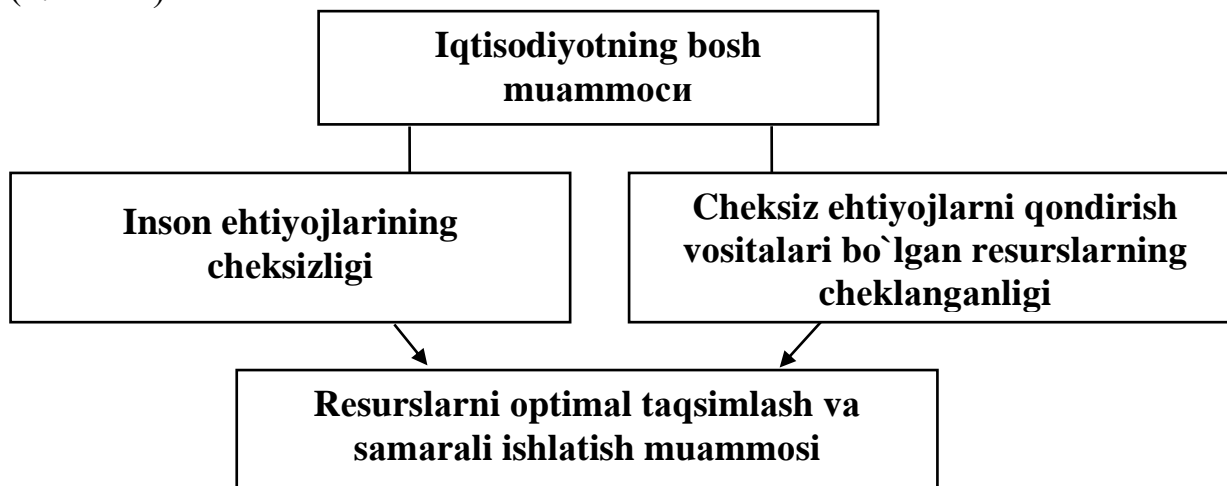 Iqtisodiyotning bosh
muammoси
Inson ehtiyojlarining
cheksizligi
Cheksiz ehtiyojlarni qondirish
vositalari bo`lgan resurslarning
cheklanganligi
Resurslarni optimal taqsimlash va
samarali ishlatish muammosi